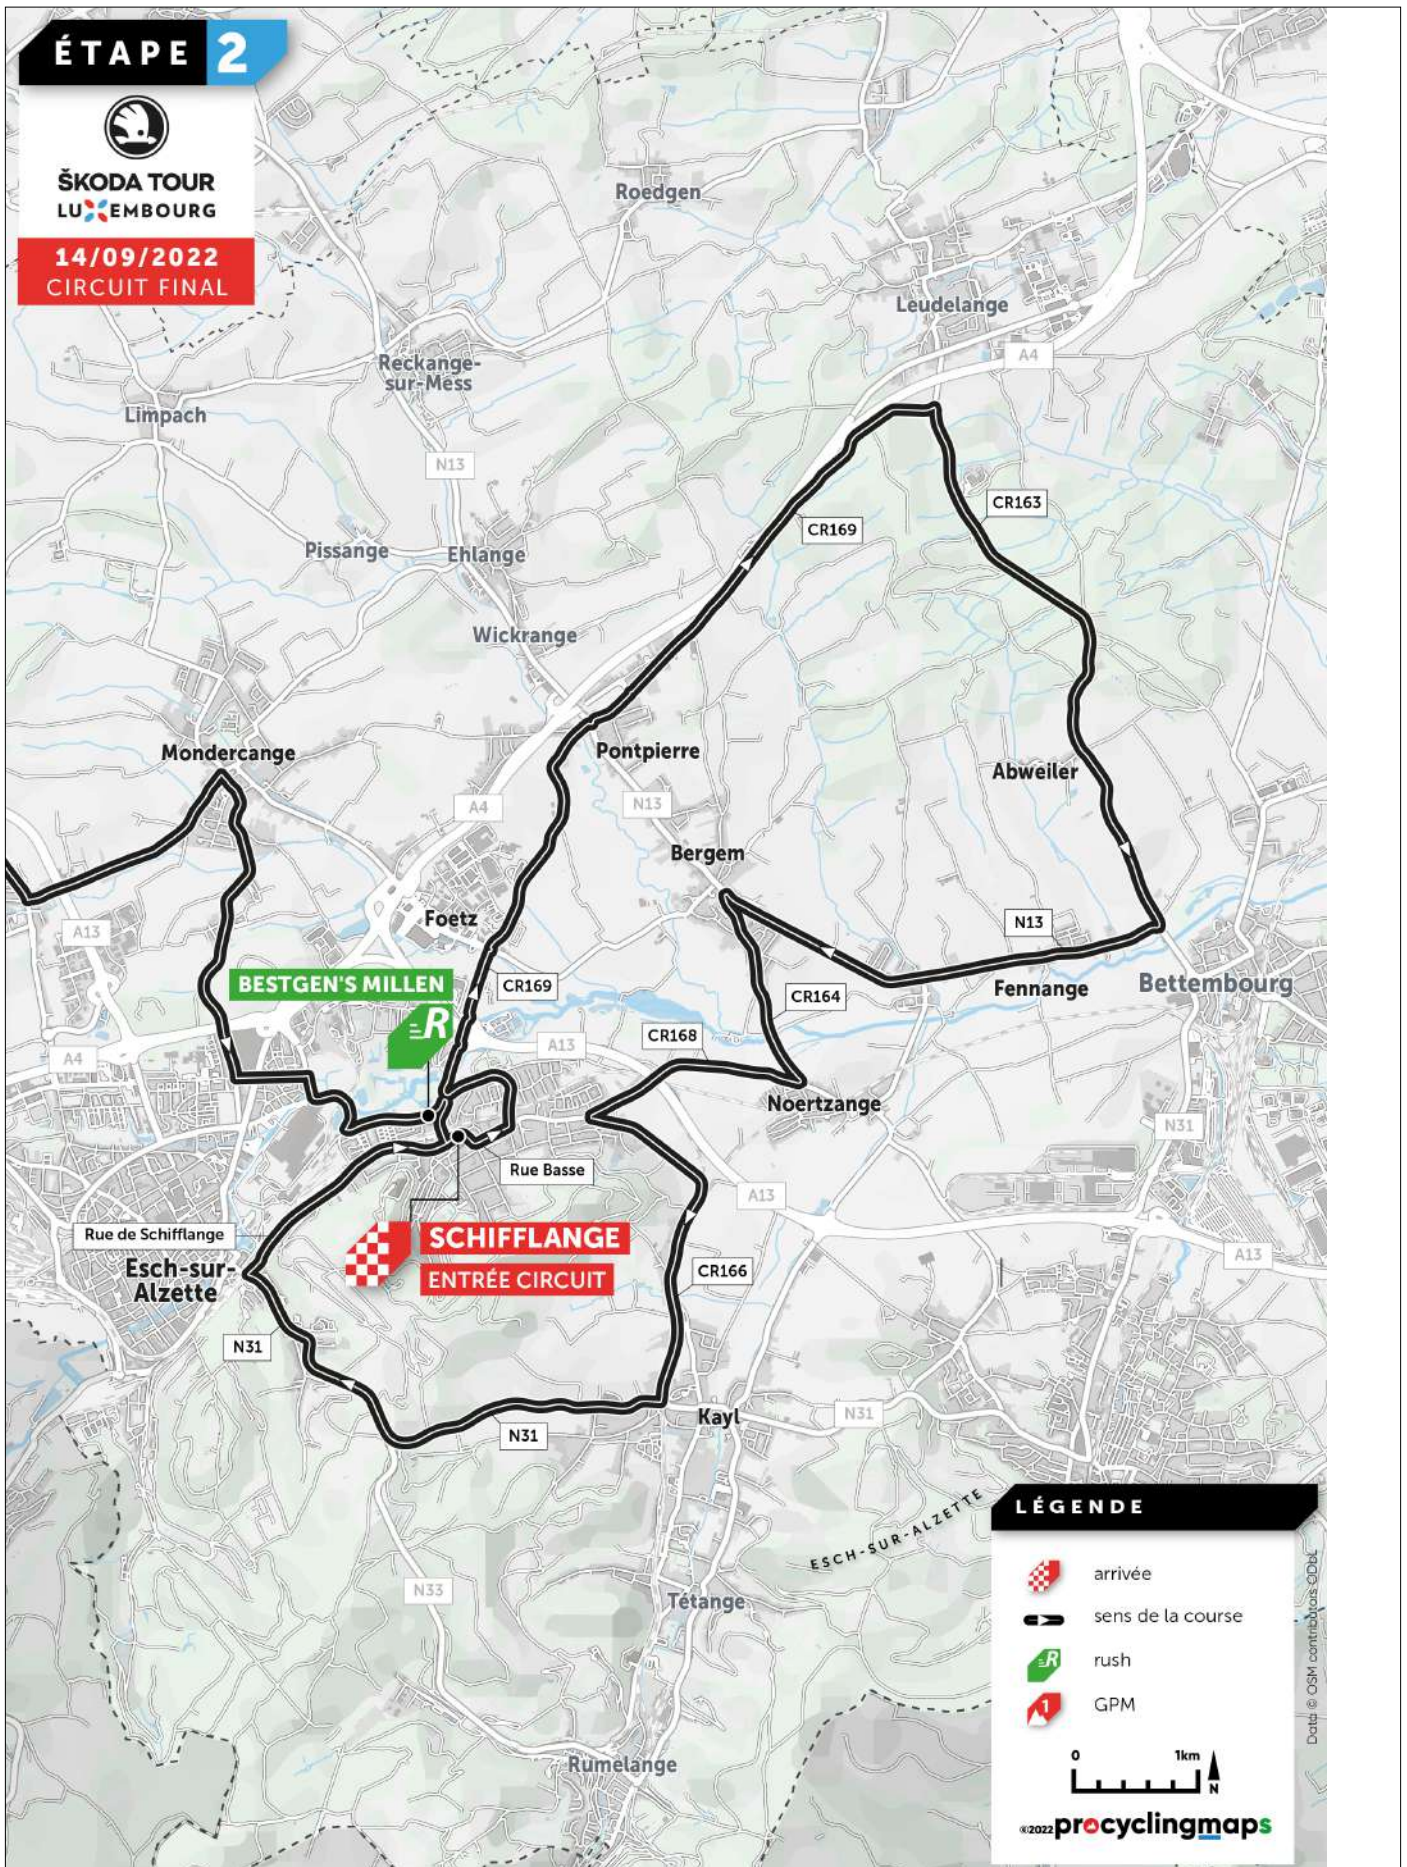 ÉTAPE 2
ŠKODA TOUR
LUXEMBOURG
14/09/2022
CIRCUIT FINAL
Roedgen
Leudelange
A4
Reckange-
sur-Mess
Limpach
N13
CR163
CR169
Pissange
Ehlange
Wickrange
Mondercange
Pontpierre
Abweiler
A4
N13
Bergem
Foetz
A13
N13
BESTGEN'S MILLEN
R
CR169
CR164
Fennange
Bettembourg
A4
A13
CR168
Noertzange
N31
Rue Basse
A13
Rue de Schifflange
SCHIFFLANGE
ENTRÉE CIRCUIT
A13
Esch-sur-
Alzette
CR166
N31
Kayl
N31
N31
ESCH-SUR-ALZETTE
LÉGENDE
arrivée
sens de la course
R
rush
1
GPM
0 1km
N
©2022 procyclingmaps
Data © OSM contributors ODbL
N33
Tétange
Rumelange